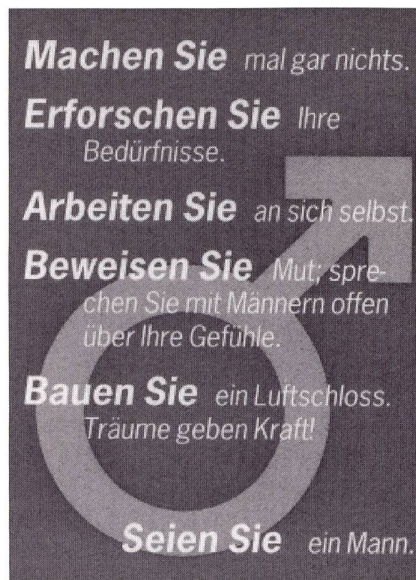 Machen Sie mal gar nichts.
Erforschen Sie Ihre
Bedürfnisse.
Arbeiten Sie an sich selbst.
Beweisen Sie Mut; spre-
chen Sie mit Männern offen
über Ihre Gefühle.
Bauen Sie ein Luftschloss.
Träume geben Kraft!
Seien Sie ein Mann.